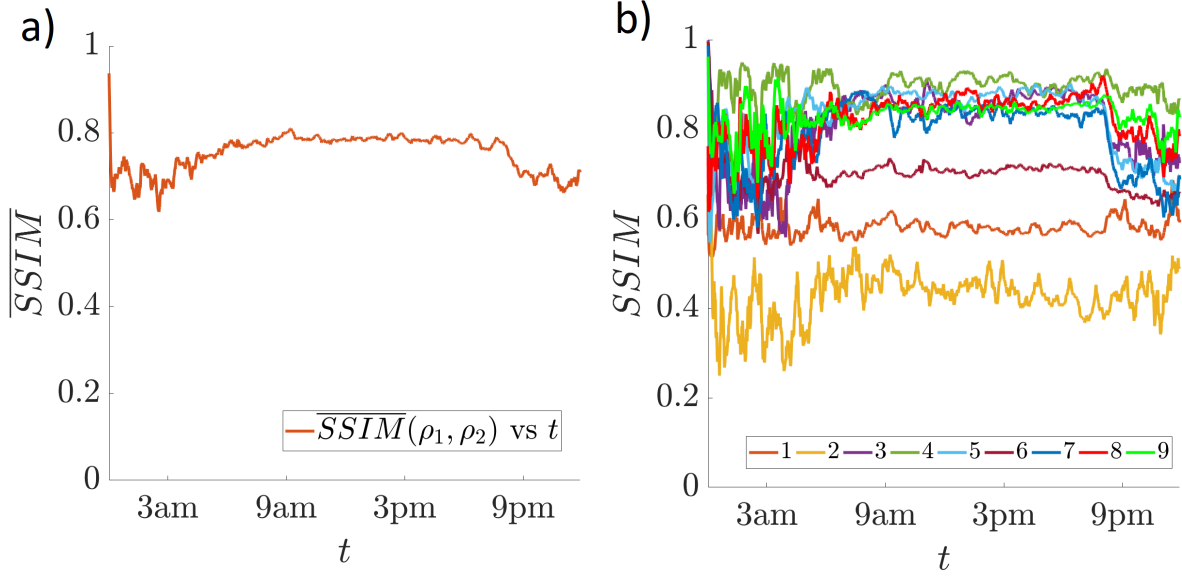 a)
1
0.8
0.6
0.4
0.2
0
3am 9am 3pm 9pm
t
S̅S̅I̅M̅
S̅S̅I̅M̅(ρ₁, ρ₂) vs t
b)
1
0.8
0.6
0.4
0.2
0
3am 9am 3pm 9pm
t
SSIM
1 2 3 4 5 6 7 8 9